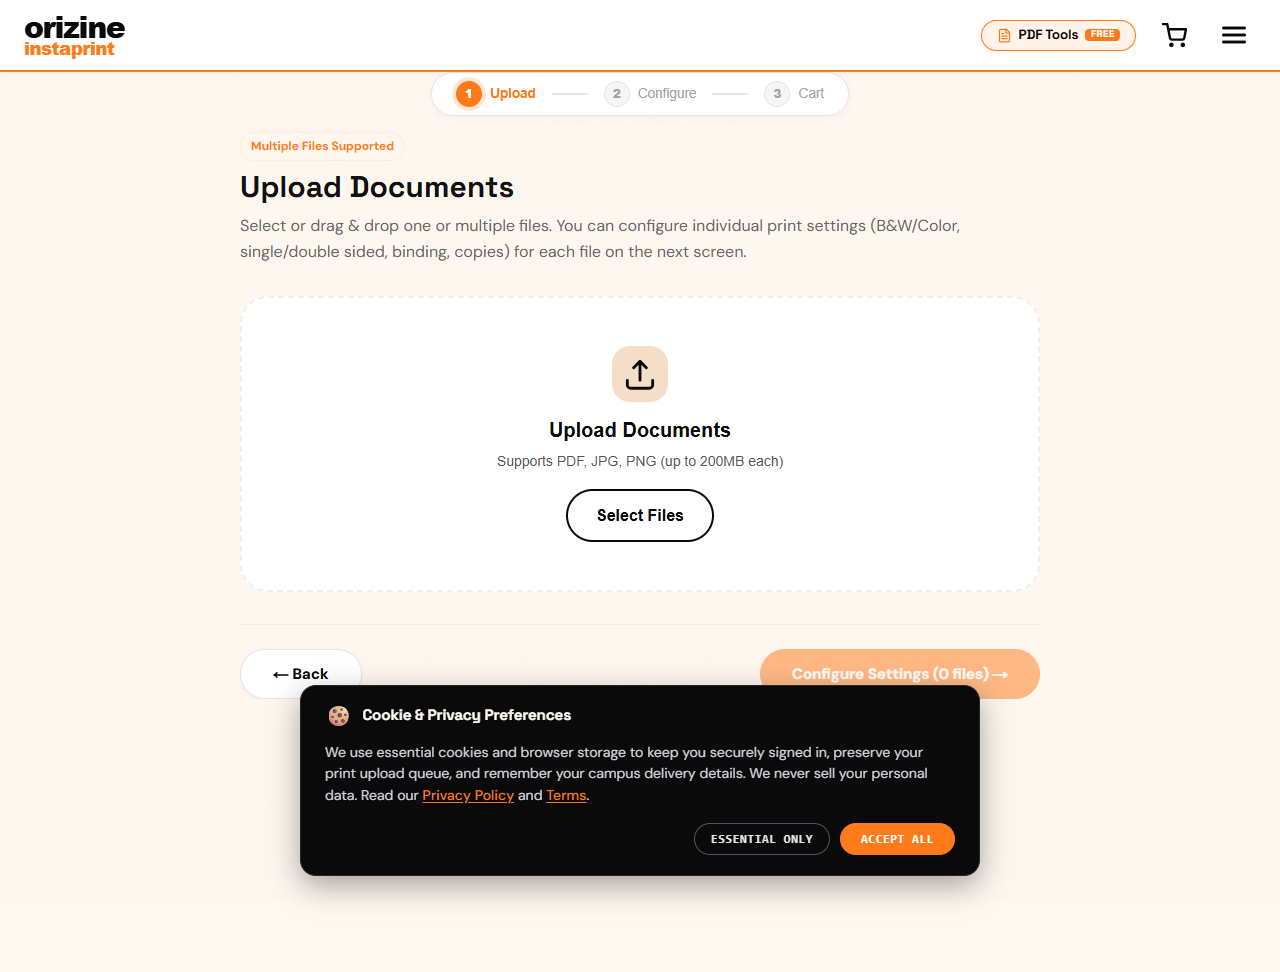 orizine
instaprint
PDF Tools FREE
1 Upload 2 Configure 3 Cart
Multiple Files Supported
Upload Documents
Select or drag & drop one or multiple files. You can configure individual print settings (B&W/Color,
single/double sided, binding, copies) for each file on the next screen.
Upload Documents
Supports PDF, JPG, PNG (up to 200MB each)
Select Files
← Back
Configure Settings (0 files) →
Cookie & Privacy Preferences
We use essential cookies and browser storage to keep you securely signed in, preserve your
print upload queue, and remember your campus delivery details. We never sell your personal
data. Read our Privacy Policy and Terms.
ESSENTIAL ONLY
ACCEPT ALL